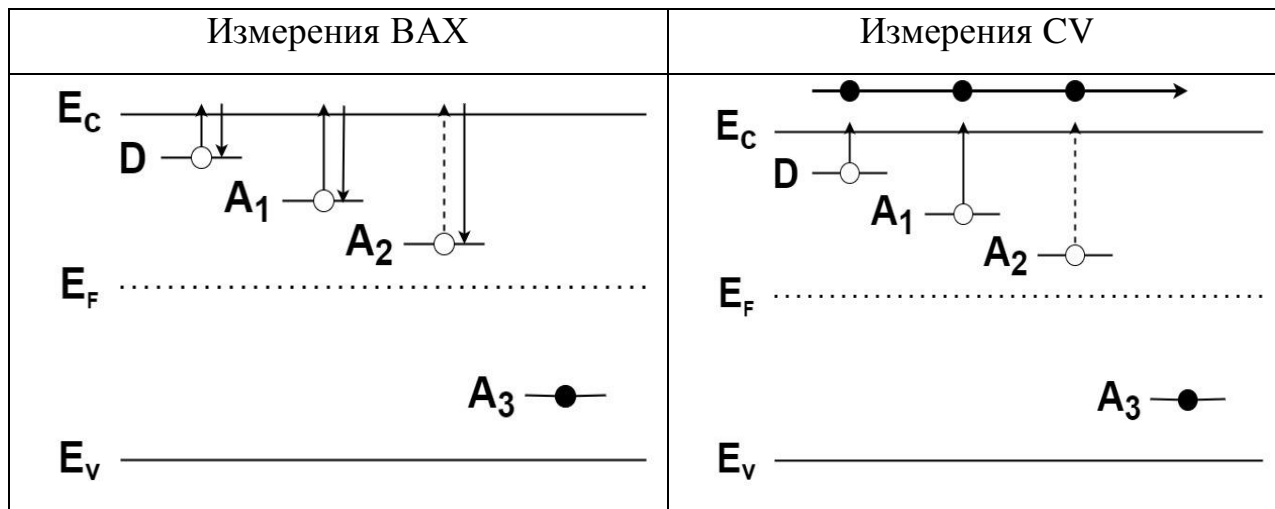 Измерения ВАХ
Измерения CV
E_C
D
A_1
A_2
E_F
A_3
E_V
E_C
D
A_1
A_2
E_F
A_3
E_V